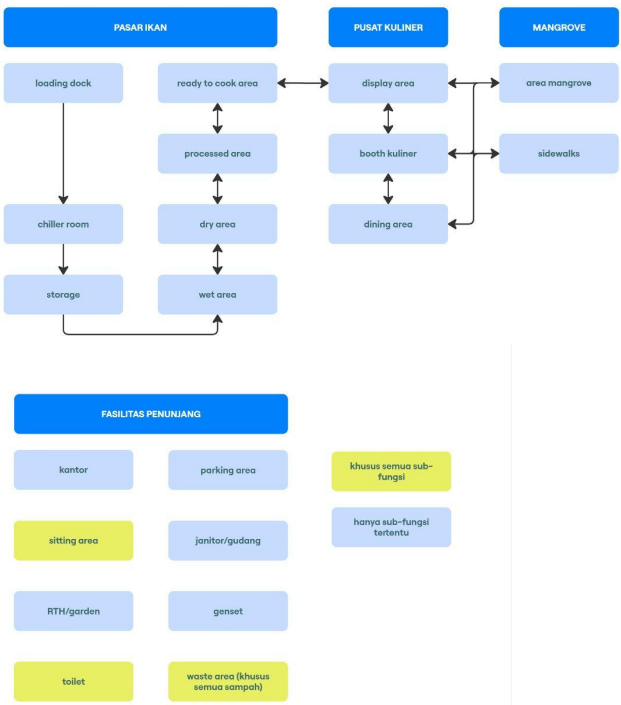 PASAR IKAN
PUSAT KULINER
MANGROVE
loading dock
ready to cook area
display area
area mangrove
processed area
booth kuliner
sidewalks
chiller room
dry area
dining area
storage
wet area
FASILITAS PENUNJANG
kantor
parking area
khusus semua sub-
fungsi
sitting area
janitor/gudang
hanya sub-fungsi
tertentu
RTH/garden
genset
toilet
waste area (khusus
semua sampah)